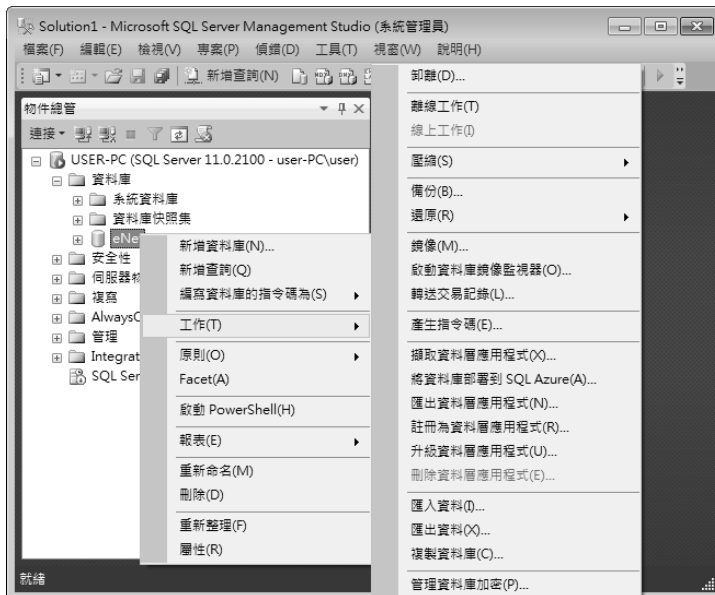 Solution1 - Microsoft SQL Server Management Studio (系統管理員)
檔案(F) 編輯(E) 檢視(V) 專案(P) 偵錯(D) 工具(T) 視窗(W) 說明(H)
新增查詢(N)
物件總管
連接
USER-PC (SQL Server 11.0.2100 - user-PC\user)
資料庫
系統資料庫
資料庫快照集
eNe
安全性
伺服器物
複寫
AlwaysO
管理
Integrat
SQL Ser
新增資料庫(N)...
新增查詢(Q)
編寫資料庫的指令碼為(S)
工作(T)
原則(O)
Facet(A)
啟動 PowerShell(H)
報表(E)
重新命名(M)
刪除(D)
重新整理(F)
屬性(R)
卸離(D)...
離線工作(T)
線上工作(I)
壓縮(S)
備份(B)...
還原(R)
鏡像(M)...
啟動資料庫鏡像監視器(O)...
轉送交易記錄(L)...
產生指令碼(E)...
擷取資料層應用程式(X)...
將資料庫部署到 SQL Azure(A)...
匯出資料層應用程式(N)...
註冊為資料層應用程式(R)...
升級資料層應用程式(U)...
刪除資料層應用程式(E)...
匯入資料(I)...
匯出資料(X)...
複製資料庫(C)...
管理資料庫加密(P)...
就緒